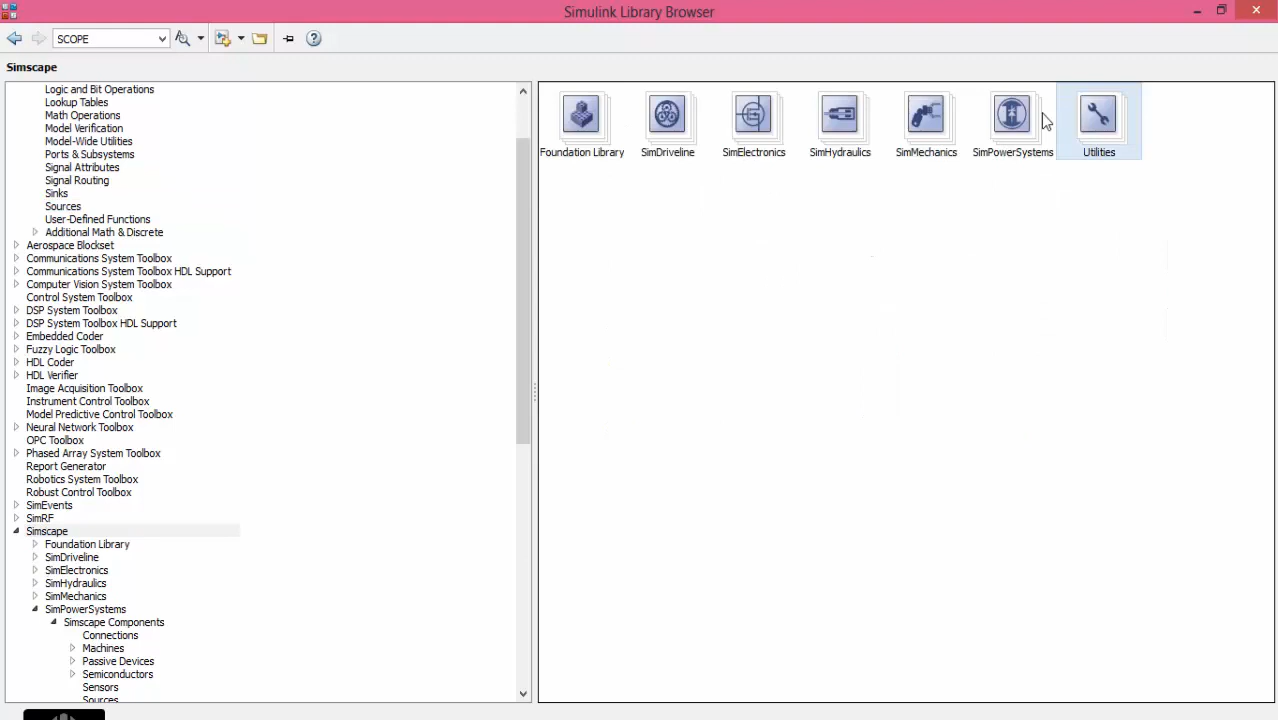 Simulink Library Browser
SCOPE
Simscape
Logic and Bit Operations
Lookup Tables
Math Operations
Model Verification
Model-Wide Utilities
Ports & Subsystems
Signal Attributes
Signal Routing
Sinks
Sources
User-Defined Functions
Additional Math & Discrete
Aerospace Blockset
Communications System Toolbox
Communications System Toolbox HDL Support
Computer Vision System Toolbox
Control System Toolbox
DSP System Toolbox
DSP System Toolbox HDL Support
Embedded Coder
Fuzzy Logic Toolbox
HDL Coder
HDL Verifier
Image Acquisition Toolbox
Instrument Control Toolbox
Model Predictive Control Toolbox
Neural Network Toolbox
OPC Toolbox
Phased Array System Toolbox
Report Generator
Robotics System Toolbox
Robust Control Toolbox
SimEvents
SimRF
Simscape
Foundation Library
SimDriveline
SimElectronics
SimHydraulics
SimMechanics
SimPowerSystems
Simscape Components
Connections
Machines
Passive Devices
Semiconductors
Sensors
Sources
Foundation Library SimDriveline SimElectronics SimHydraulics SimMechanics SimPowerSystems Utilities